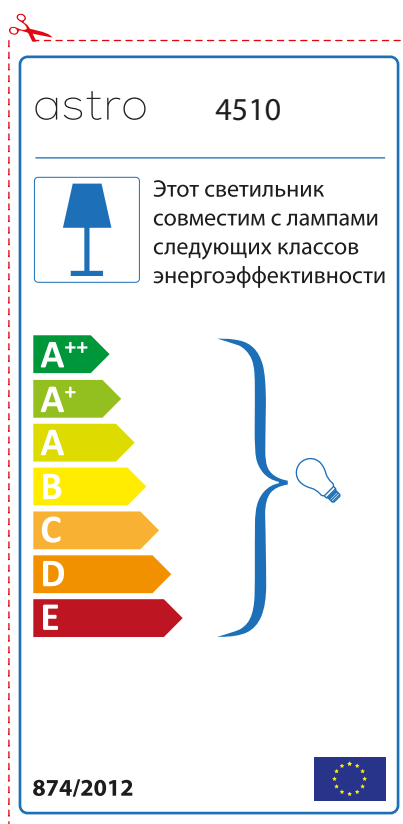 astro 4510
Этот светильник
совместим с лампами
следующих классов
энергоэффективности
A++
A+
A
B
C
D
E
874/2012